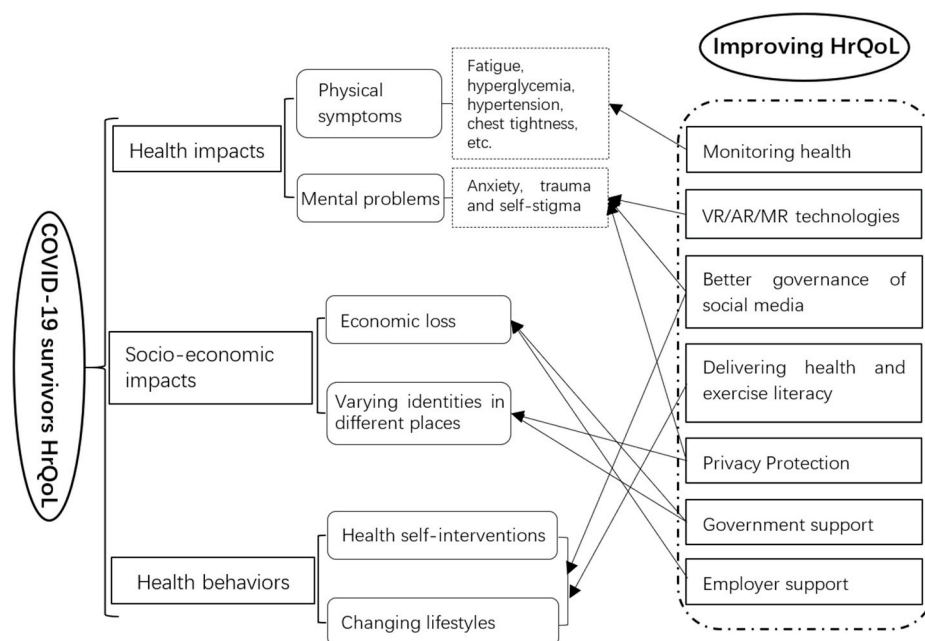 COVID-19 survivors HrQoL
Health impacts
Physical
symptoms
Fatigue,
hyperglycemia,
hypertension,
chest tightness,
etc.
Mental problems
Anxiety, trauma
and self-stigma
Socio-economic
impacts
Economic loss
Varying identities in
different places
Health behaviors
Health self-interventions
Changing lifestyles
Improving HrQoL
Monitoring health
VR/AR/MR technologies
Better governance of
social media
Delivering health and
exercise literacy
Privacy Protection
Government support
Employer support